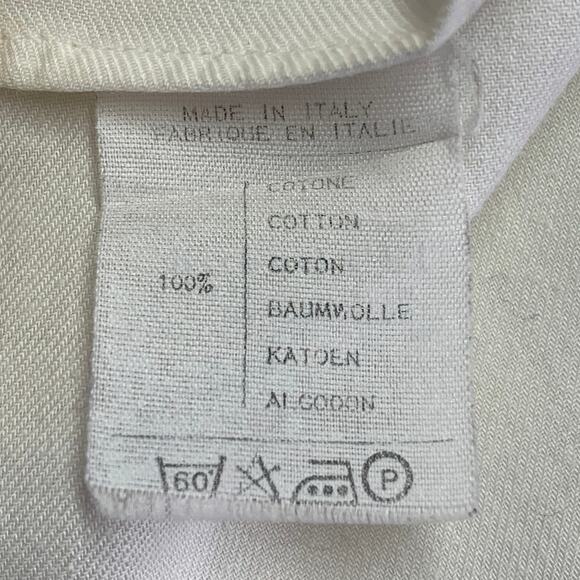 MADE IN ITALY
FABRIQUE EN ITALIE
100%
COTONE
COTTON
COTON
BAUMWOLLE
KATOEN
ALGODON
60 P